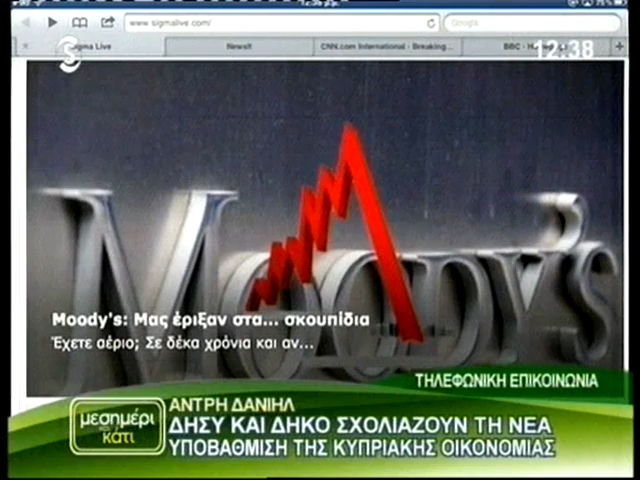 www.sigmalive.com/
Google
Sigma Live
Newsit
CNN.com International - Breaking...
BBC - H
12:38
S
Moody's
Moody's: Μας έριξαν στα... σκουπίδια
Έχετε αέριο; Σε δέκα χρόνια και αν...
ΤΗΛΕΦΩΝΙΚΗ ΕΠΙΚΟΙΝΩΝΙΑ
μεσημέρι
και
κάτι
ΑΝΤΡΗ ΔΑΝΙΗΛ
ΔΗΣΥ ΚΑΙ ΔΗΚΟ ΣΧΟΛΙΑΖΟΥΝ ΤΗ ΝΕΑ
ΥΠΟΒΑΘΜΙΣΗ ΤΗΣ ΚΥΠΡΙΑΚΗΣ ΟΙΚΟΝΟΜΙΑΣ